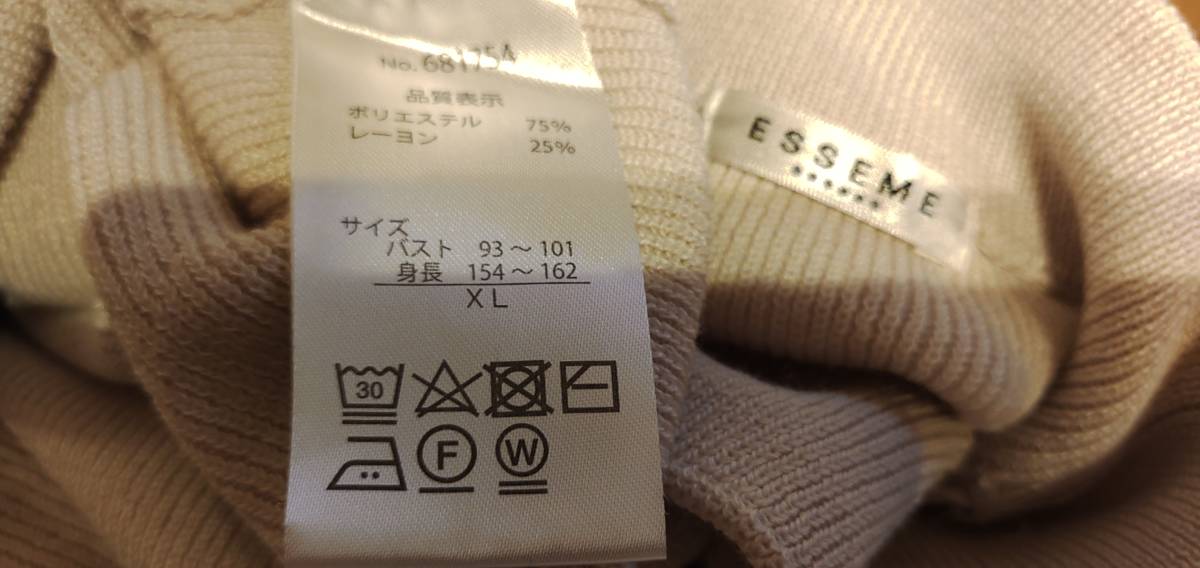 No. 68175A
品質表示
ポリエステル 75%
レーヨン 25%
サイズ
バスト 93～101
身長 154～162
XL
30
F
W
ESSEME